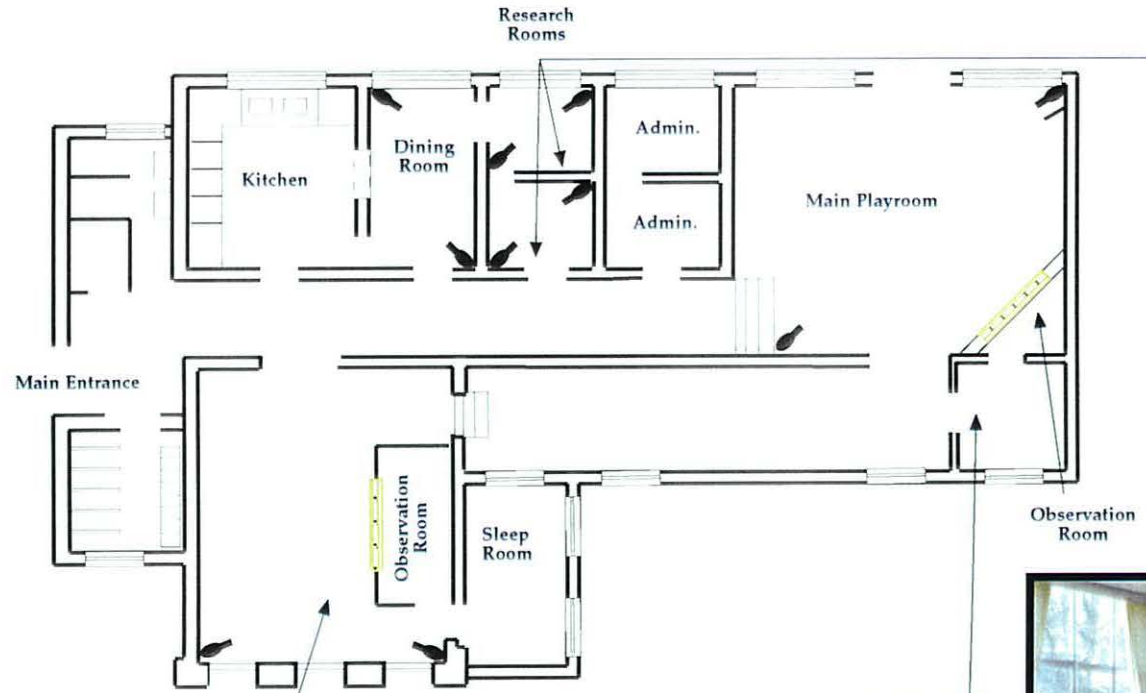 Research
Rooms
Admin.
Dining
Room
Kitchen
Main Playroom
Admin.
Main Entrance
Observation
Room
Sleep
Room
Observation
Room